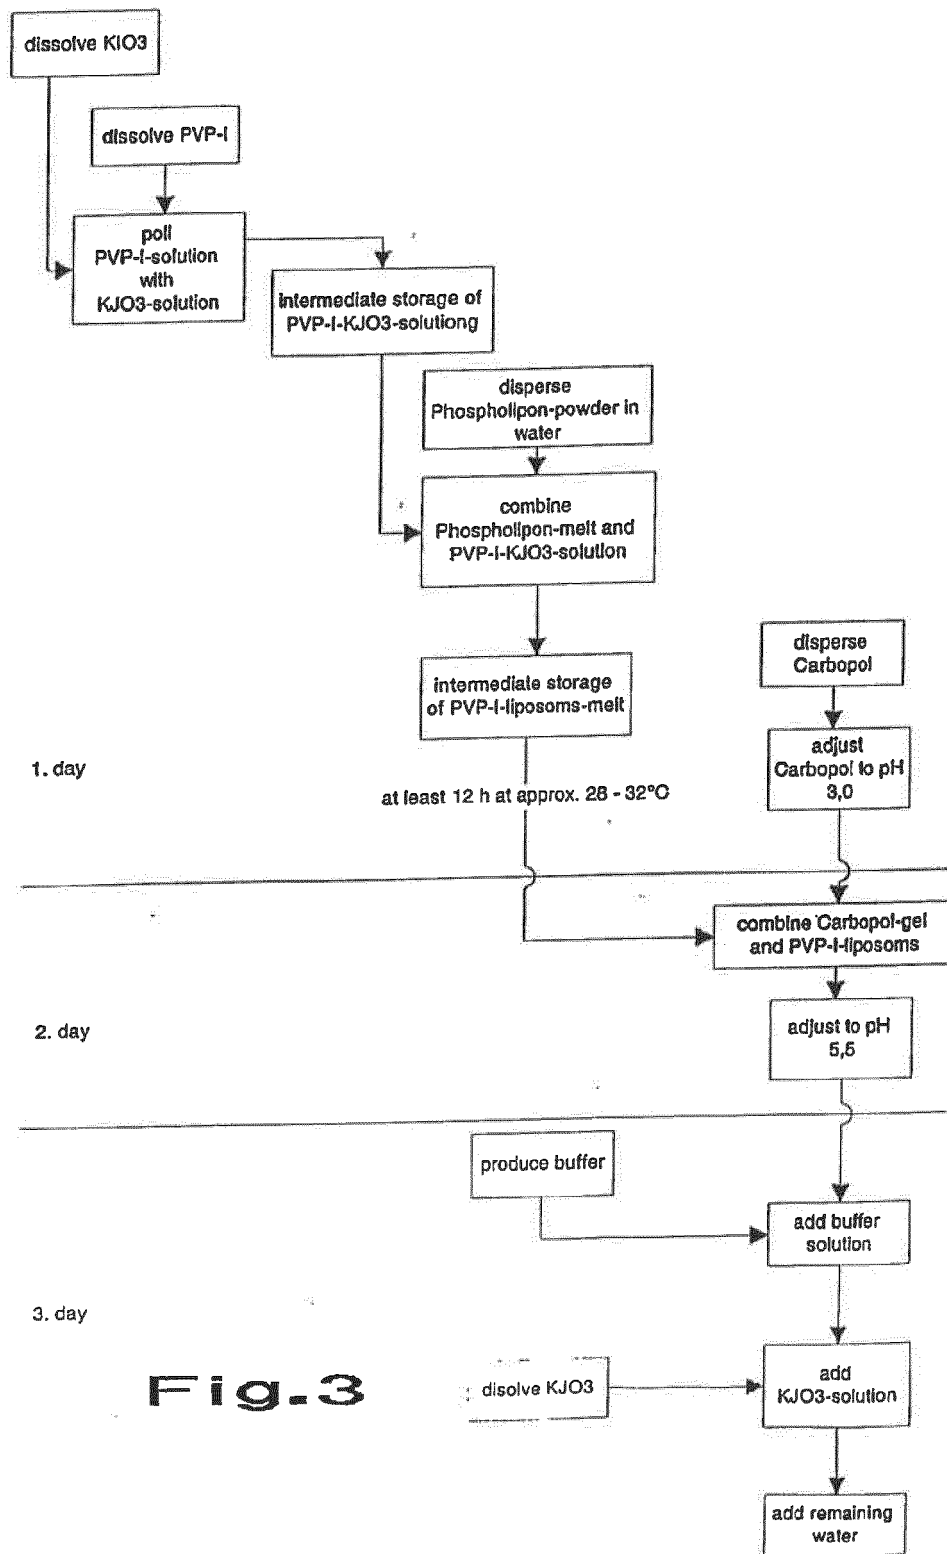 dissolve KIO3
dissolve PVP-I
poll
PVP-I-solution
with
KJO3-solution
intermediate storage of
PVP-I-KJO3-solutiong
disperse
Phospholipon-powder in
water
combine
Phospholipon-melt and
PVP-I-KJO3-solution
intermediate storage
of PVP-I-liposoms-melt
disperse
Carbopol
adjust
Carbopol to pH
3,0
1. day
at least 12 h at approx. 28 - 32°C
combine Carbopol-gel
and PVP-I-liposoms
2. day
adjust to pH
5,5
produce buffer
add buffer
solution
3. day
Fig.3
disolve KJO3
add
KJO3-solution
add remaining
water